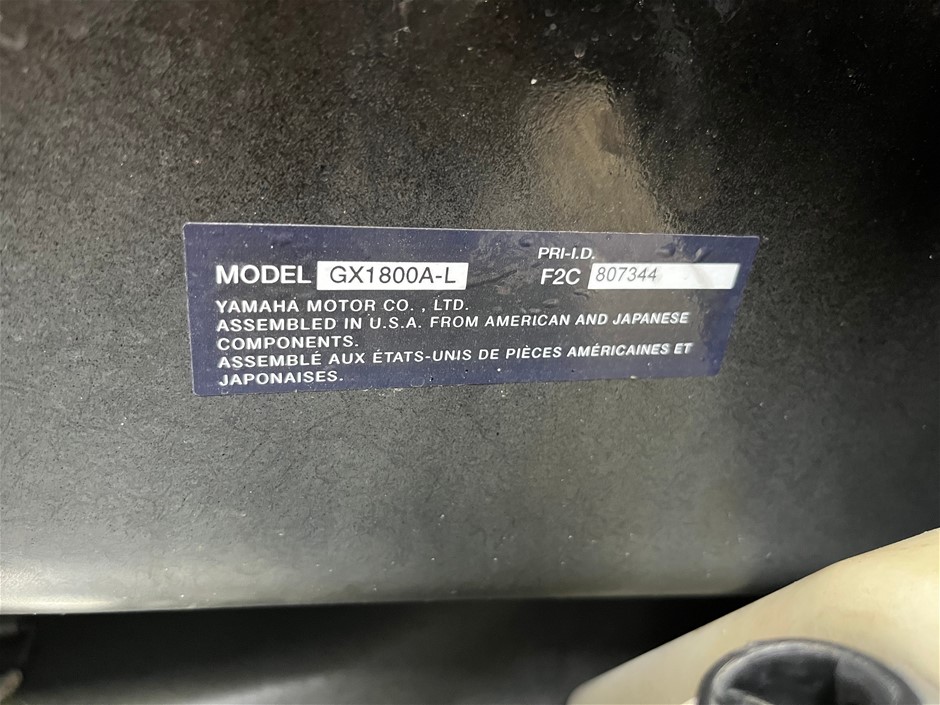 MODEL GX1800A-L
PRI-I.D.
F2C 807344
YAMAHA MOTOR CO. , LTD.
ASSEMBLED IN U.S.A. FROM AMERICAN AND JAPANESE
COMPONENTS.
ASSEMBLÉ AUX ÉTATS-UNIS DE PIÈCES AMÉRICAINES ET
JAPONAISES.